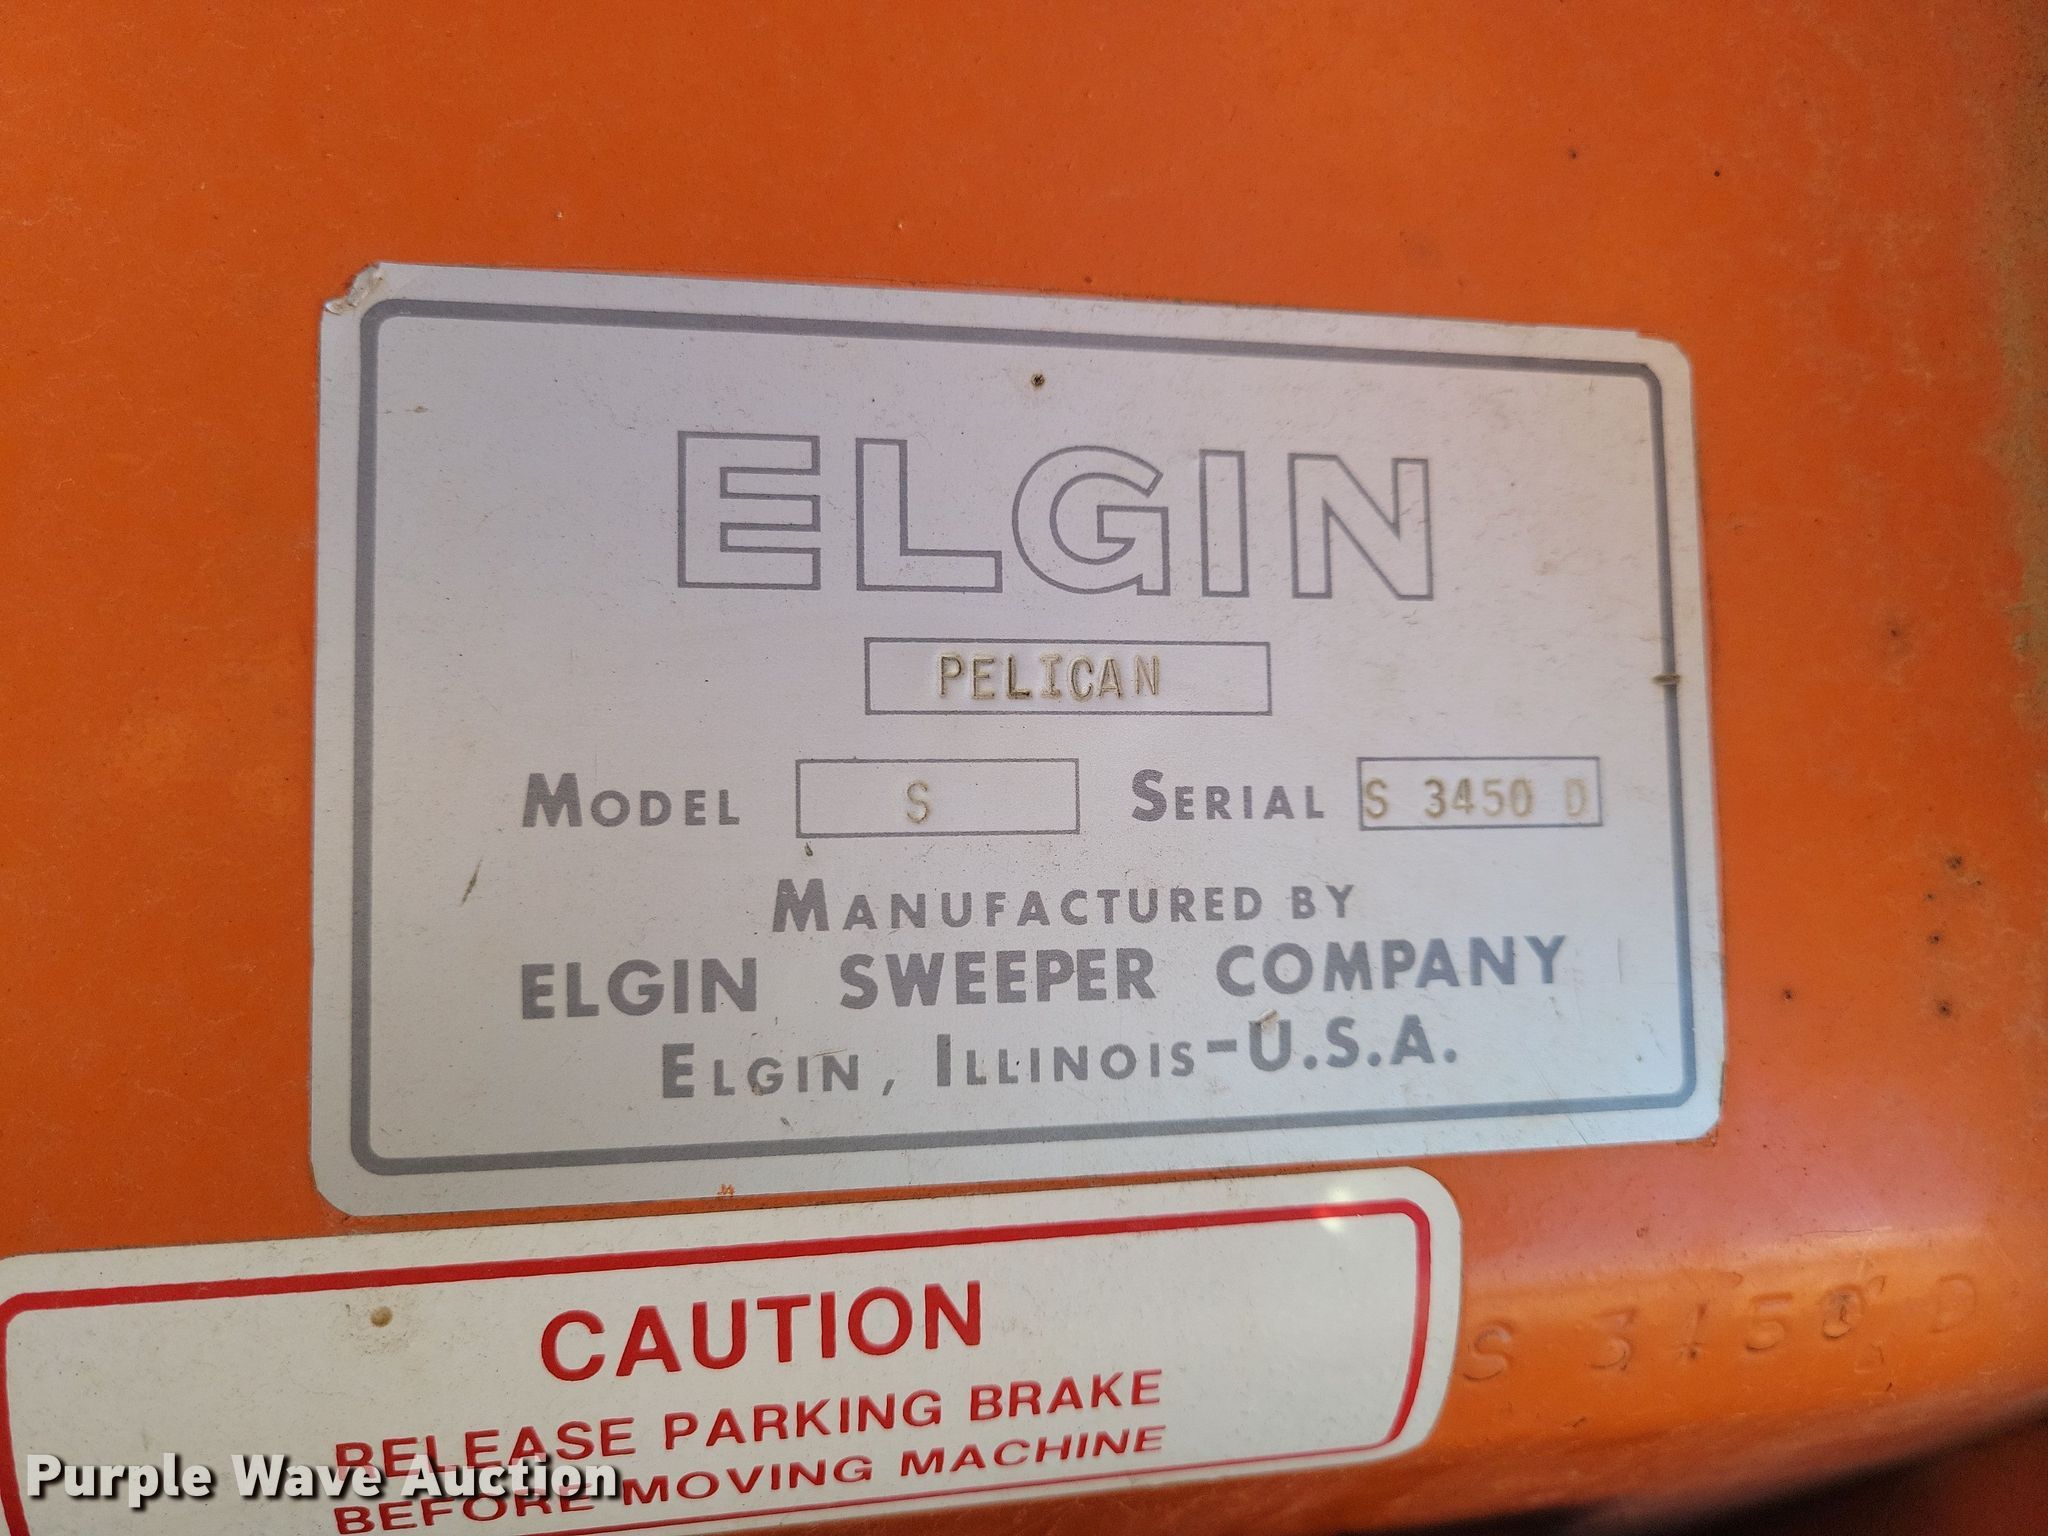 ELGIN
PELICAN
MODEL S SERIAL S 3450 D
MANUFACTURED BY
ELGIN SWEEPER COMPANY
ELGIN, ILLINOIS-U.S.A.
CAUTION
RELEASE PARKING BRAKE
BEFORE MOVING MACHINE
S 3450 D
Purple Wave Auction